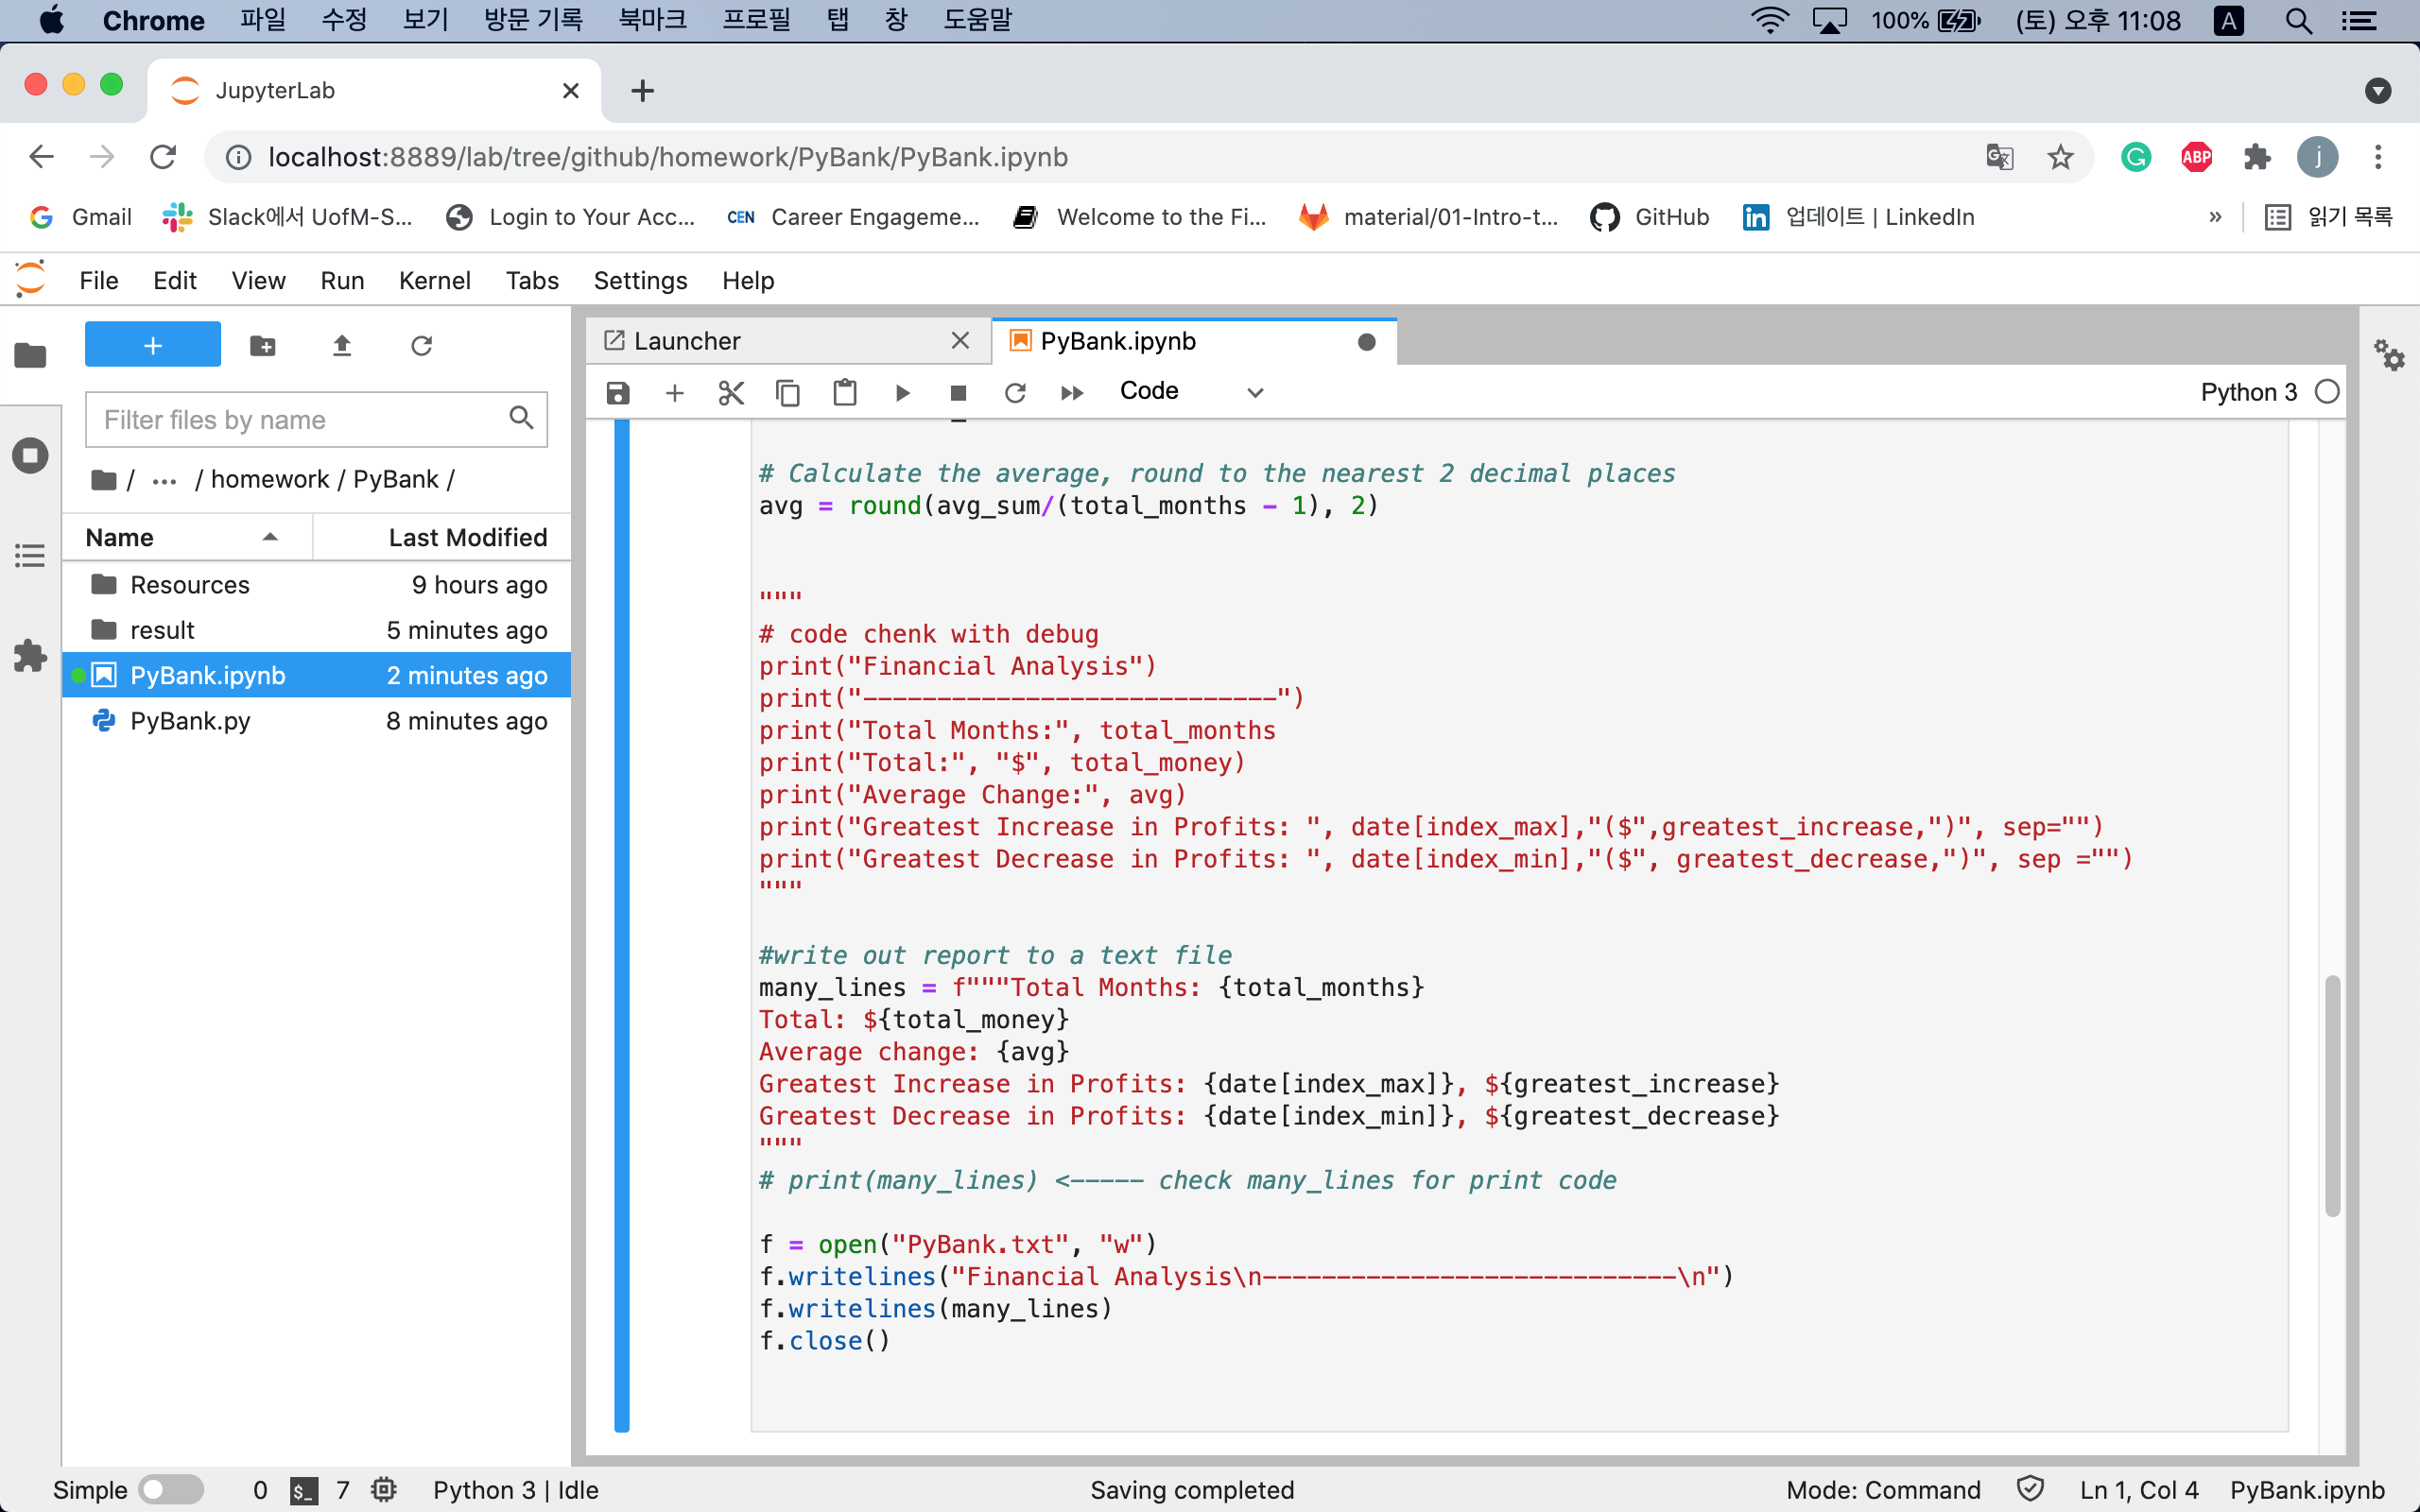 Chrome 파일 수정 보기 방문 기록 북마크 프로필 탭 창 도움말 100% (토) 오후 11:08 A
JupyterLab
localhost:8889/lab/tree/github/homework/PyBank/PyBank.ipynb ABP j
Gmail Slack에서 UofM-S... Login to Your Acc... CEN Career Engageme... Welcome to the Fi... material/01-Intro-t... GitHub in 업데이트 | LinkedIn » 읽기 목록
File Edit View Run Kernel Tabs Settings Help
Launcher PyBank.ipynb
Code Python 3
Filter files by name
/ ... / homework / PyBank /
Name Last Modified
Resources 9 hours ago
result 5 minutes ago
PyBank.ipynb 2 minutes ago
PyBank.py 8 minutes ago
# Calculate the average, round to the nearest 2 decimal places
avg = round(avg_sum/(total_months - 1), 2)
"""
# code chenk with debug
print("Financial Analysis")
print("----------------------------")
print("Total Months:", total_months
print("Total:", "$", total_money)
print("Average Change:", avg)
print("Greatest Increase in Profits: ", date[index_max],"($",greatest_increase,")", sep="")
print("Greatest Decrease in Profits: ", date[index_min],"($", greatest_decrease,")", sep ="")
"""
#write out report to a text file
many_lines = f"""Total Months: {total_months}
Total: ${total_money}
Average change: {avg}
Greatest Increase in Profits: {date[index_max]}, ${greatest_increase}
Greatest Decrease in Profits: {date[index_min]}, ${greatest_decrease}
"""
# print(many_lines) <----- check many_lines for print code
f = open("PyBank.txt", "w")
f.writelines("Financial Analysis\n----------------------------\n")
f.writelines(many_lines)
f.close()
Simple 0 $_ 7 Python 3 | Idle Saving completed Mode: Command Ln 1, Col 4 PyBank.ipynb